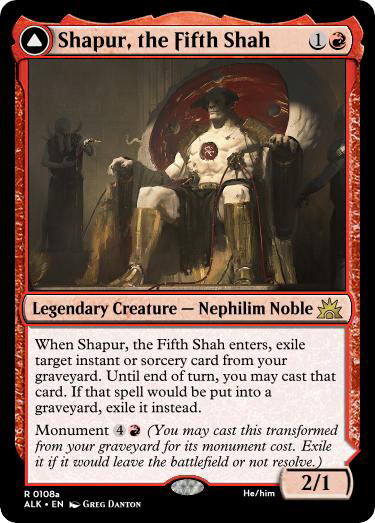 Shapur, the Fifth Shah 1
Legendary Creature — Nephilim Noble
When Shapur, the Fifth Shah enters, exile
target instant or sorcery card from your
graveyard. Until end of turn, you may cast that
card. If that spell would be put into a
graveyard, exile it instead.
Monument 4 (You may cast this transformed
from your graveyard for its monument cost. Exile
it if it would leave the battlefield or not resolve.)
2/1
R 0108a He/him
ALK • EN Greg Danton